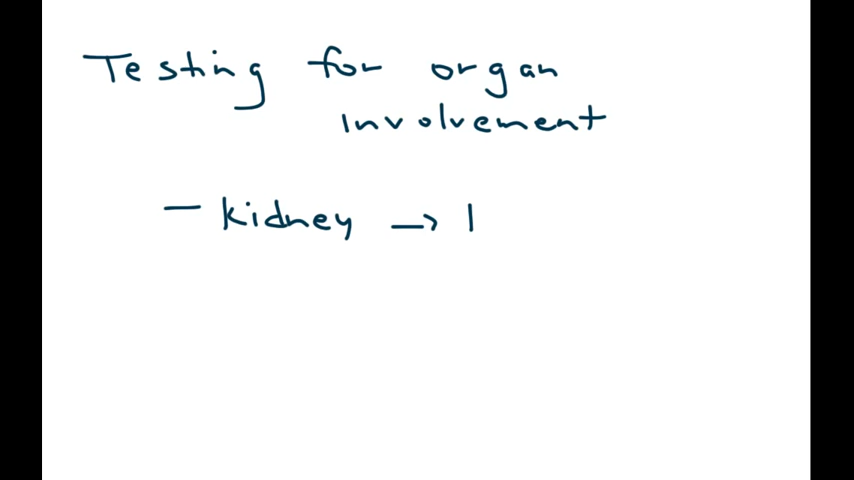 Testing for organ
involvement
- kidney →